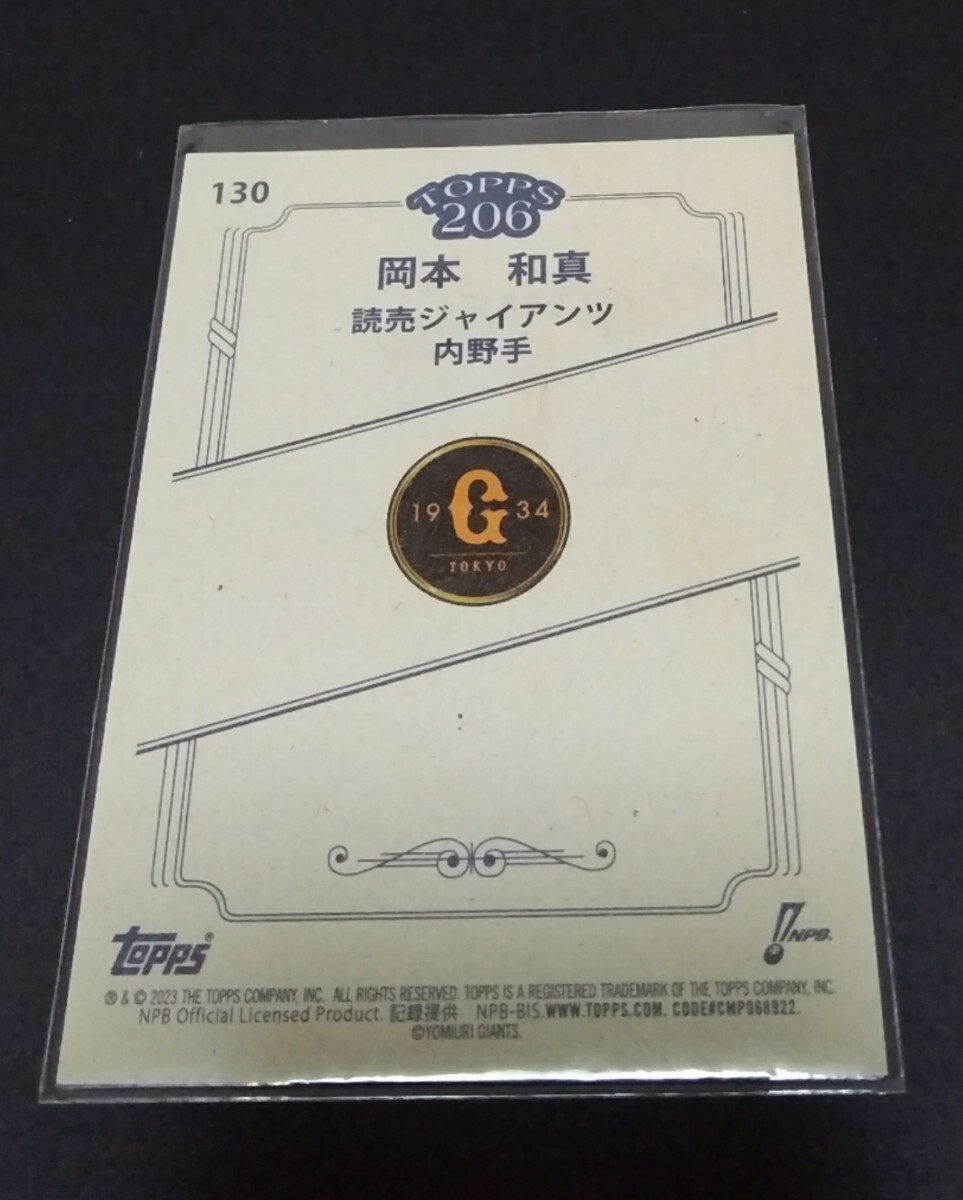 130
TOPPS
206
岡本 和真
読売ジャイアンツ
内野手
19 G 34
TOKYO
topps®
NPB.
® & © 2023 THE TOPPS COMPANY, INC. ALL RIGHTS RESERVED. TOPPS IS A REGISTERED TRADEMARK OF THE TOPPS COMPANY, INC.
NPB Official Licensed Product. 記録提供 NPB-BIS.WWW.TOPPS.COM. CODE#CMP068922.
©YOMIURI GIANTS.